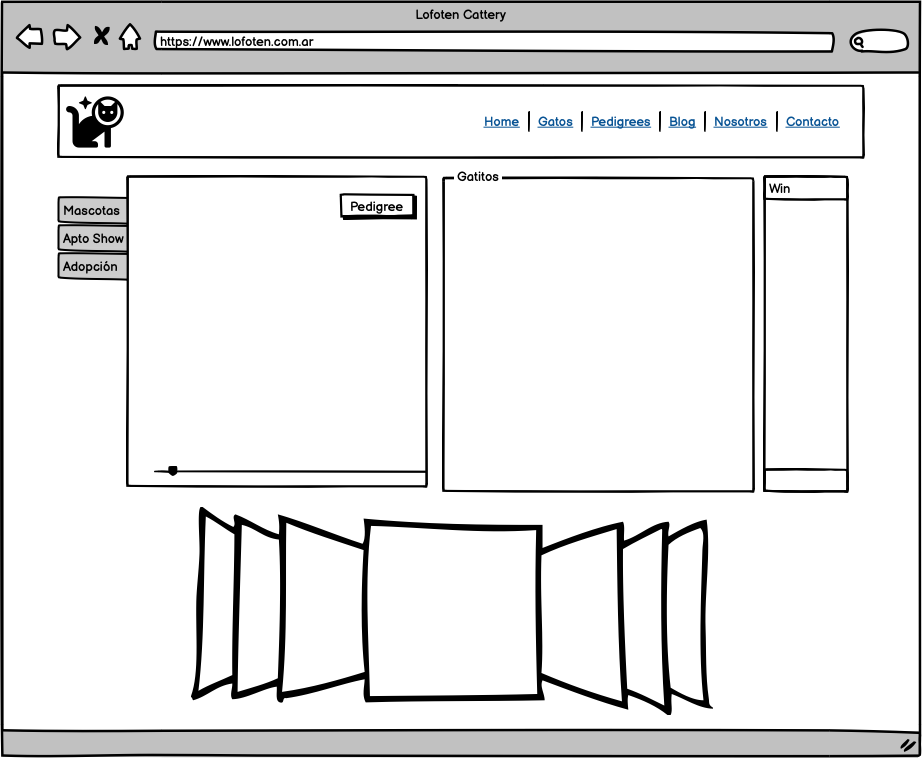 Lofoten Cattery
https://www.lofoten.com.ar
Home Gatos Pedigrees Blog Nosotros Contacto
Gatitos
Win
Pedigree
Mascotas
Apto Show
Adopción